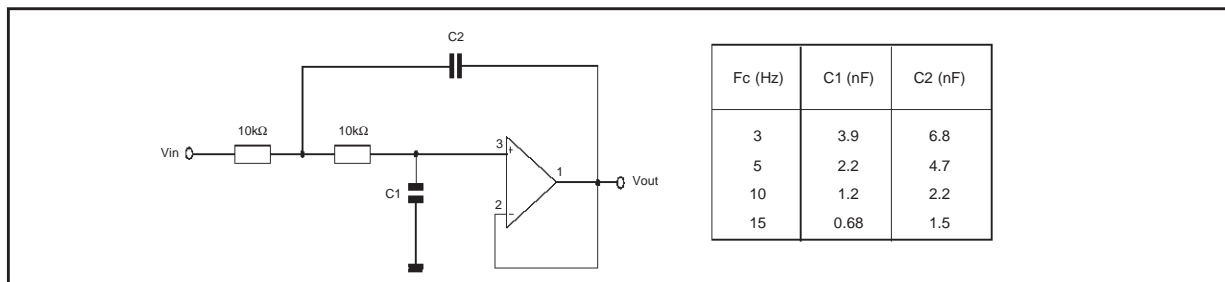 C2
10kΩ
10kΩ
Vin
3
+
1
Vout
C1
2
−
Fc (Hz) C1 (nF) C2 (nF)
3 3.9 6.8
5 2.2 4.7
10 1.2 2.2
15 0.68 1.5